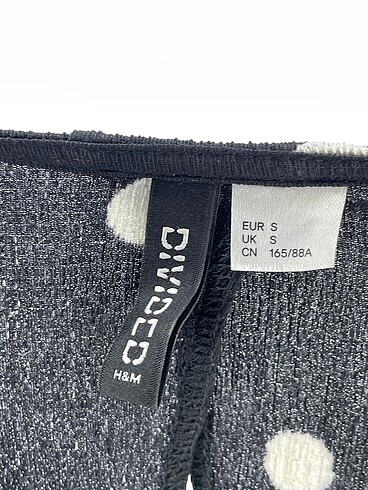 DIVIDED
H&M
EUR S
UK S
CN 165/88A